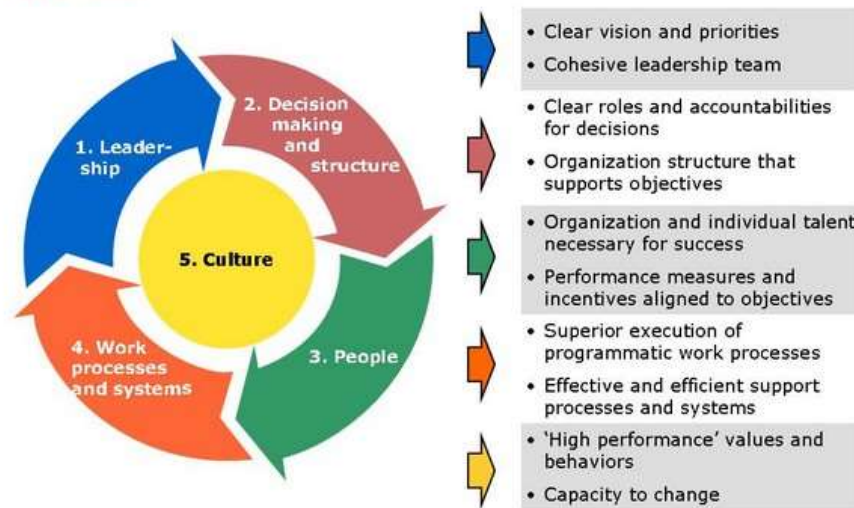 1. Leader-
ship
2. Decision
making
and
structure
3. People
4. Work
processes
and systems
5. Culture
• Clear vision and priorities
• Cohesive leadership team
• Clear roles and accountabilities
for decisions
• Organization structure that
supports objectives
• Organization and individual talent
necessary for success
• Performance measures and
incentives aligned to objectives
• Superior execution of
programmatic work processes
• Effective and efficient support
processes and systems
• ‘High performance’ values and
behaviors
• Capacity to change